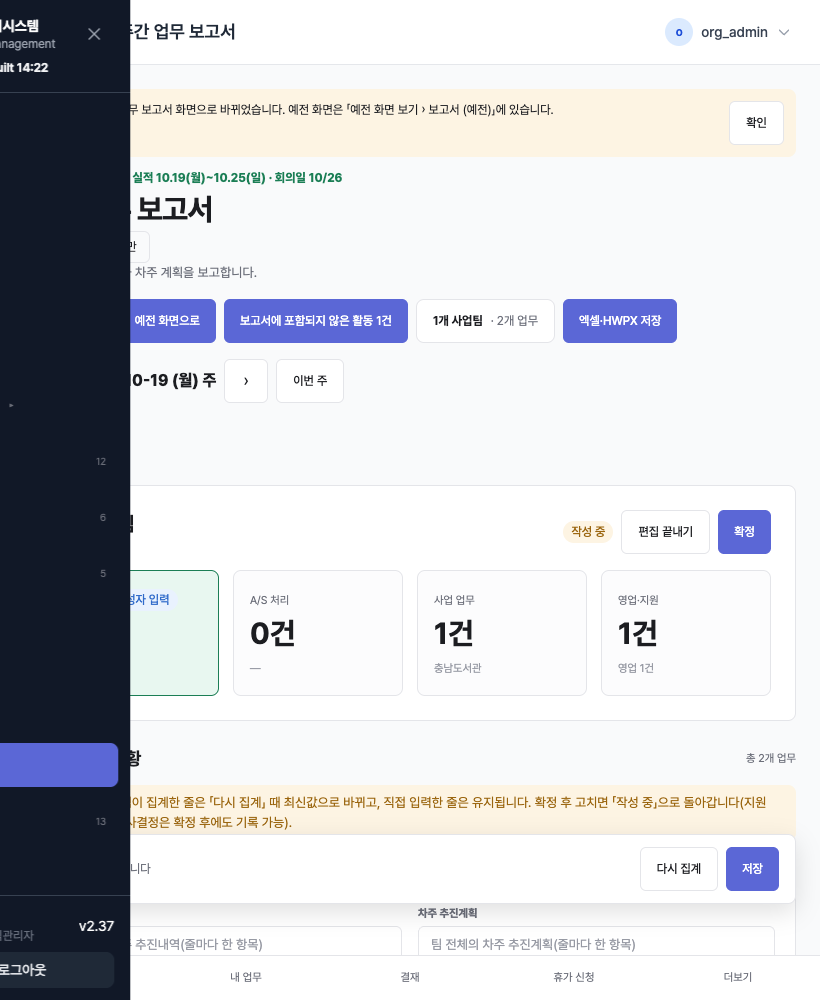 시스템
주간 업무 보고서
org_admin
nagement
uilt 14:22
무 보고서 화면으로 바뀌었습니다. 예전 화면은 「예전 화면 보기 › 보고서 (예전)」에 있습니다.
확인
실적 10.19(월)~10.25(일) · 회의일 10/26
보고서
만
차주 계획을 보고합니다.
예전 화면으로
보고서에 포함되지 않은 활동 1건
1개 사업팀 · 2개 업무
엑셀·HWPX 저장
0-19 (월) 주
›
이번 주
12
6
5
작성 중
편집 끝내기
확정
성자 입력
A/S 처리
0건
—
사업 업무
1건
충남도서관
영업·지원
1건
영업 1건
황
총 2개 업무
이 집계한 줄은 「다시 집계」 때 최신값으로 바뀌고, 직접 입력한 줄은 유지됩니다. 확정 후 고치면 「작성 중」으로 돌아갑니다(지원
사결정은 확정 후에도 기록 가능).
13
니다
다시 집계
저장
차주 추진계획
추진내역(줄마다 한 항목)
팀 전체의 차주 추진계획(줄마다 한 항목)
관리자
v2.37
로그아웃
내 업무
결재
휴가 신청
더보기